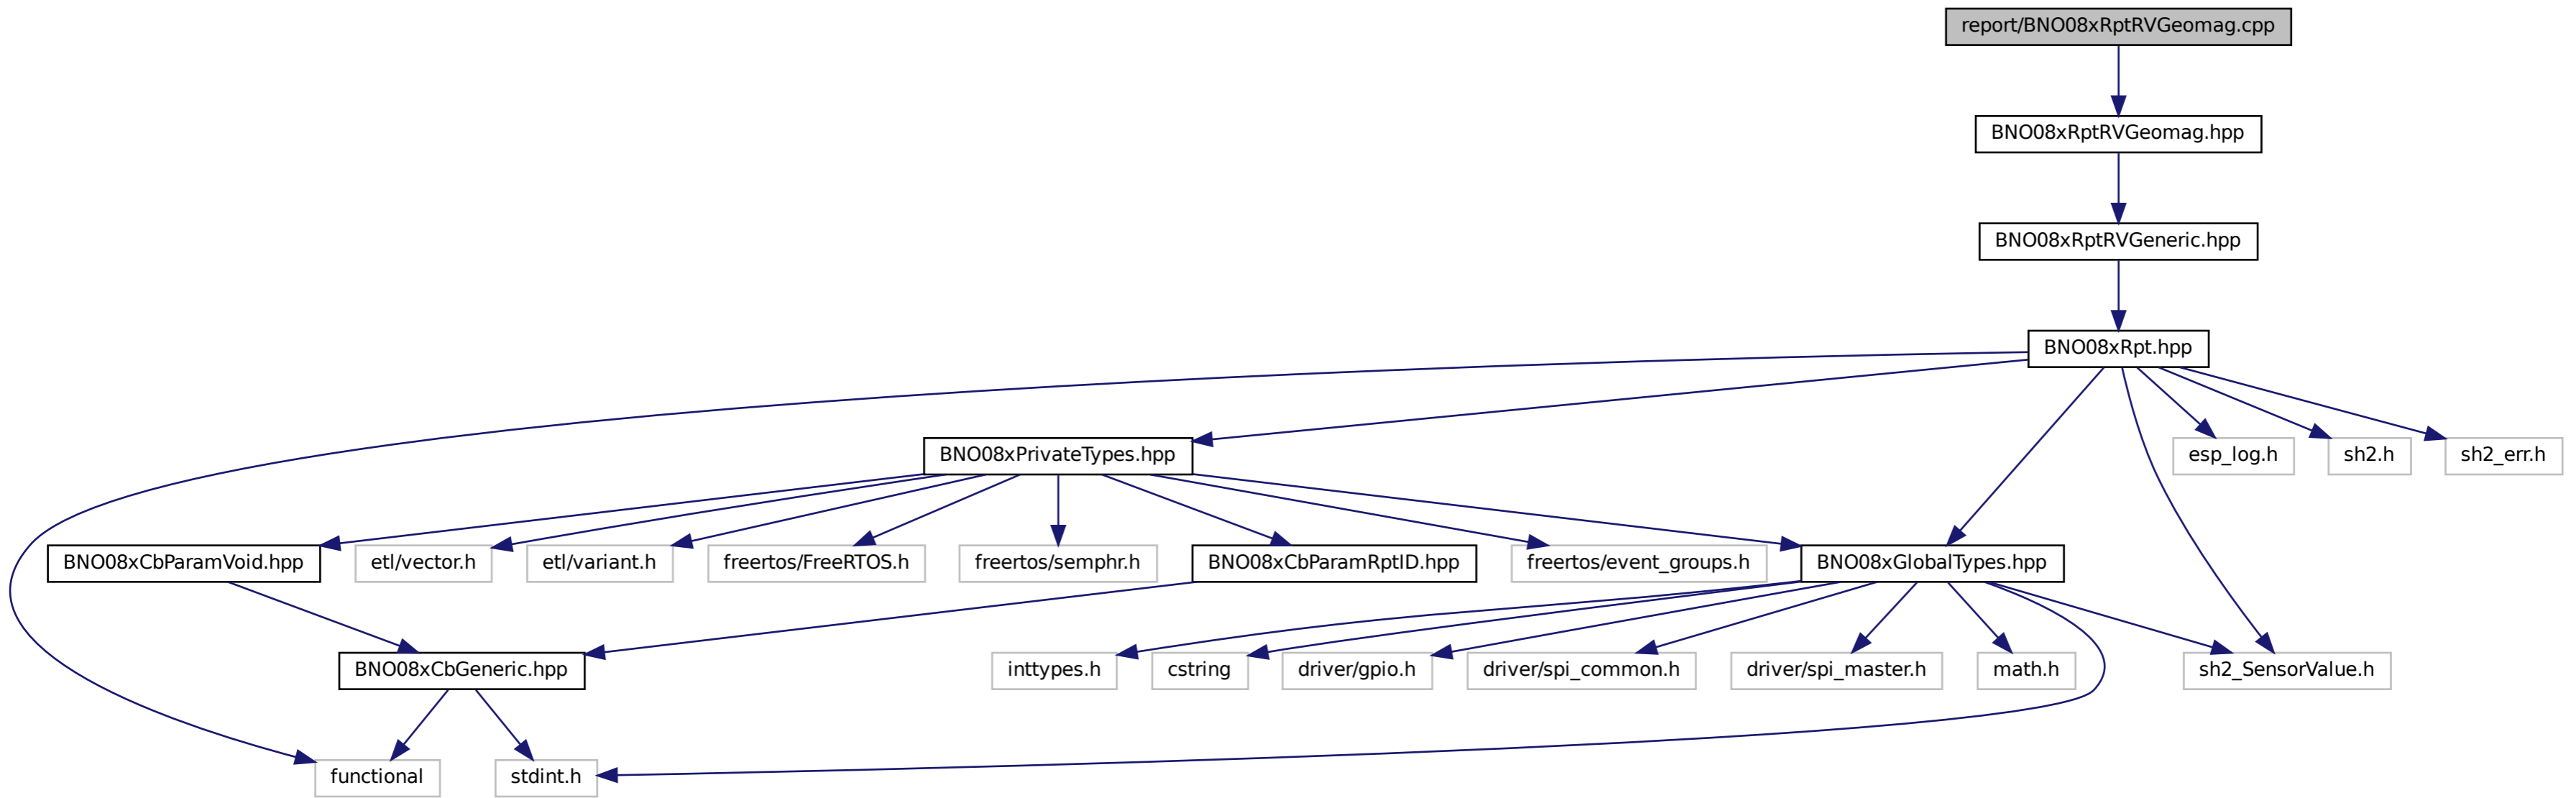 report/BNO08xRptRVGeomag.cpp
BNO08xRptRVGeomag.hpp
BNO08xRptRVGeneric.hpp
BNO08xRpt.hpp
BNO08xPrivateTypes.hpp
esp_log.h
sh2.h
sh2_err.h
BNO08xCbParamVoid.hpp
etl/vector.h
etl/variant.h
freertos/FreeRTOS.h
freertos/semphr.h
BNO08xCbParamRptID.hpp
freertos/event_groups.h
BNO08xGlobalTypes.hpp
BNO08xCbGeneric.hpp
inttypes.h
cstring
driver/gpio.h
driver/spi_common.h
driver/spi_master.h
math.h
sh2_SensorValue.h
functional
stdint.h